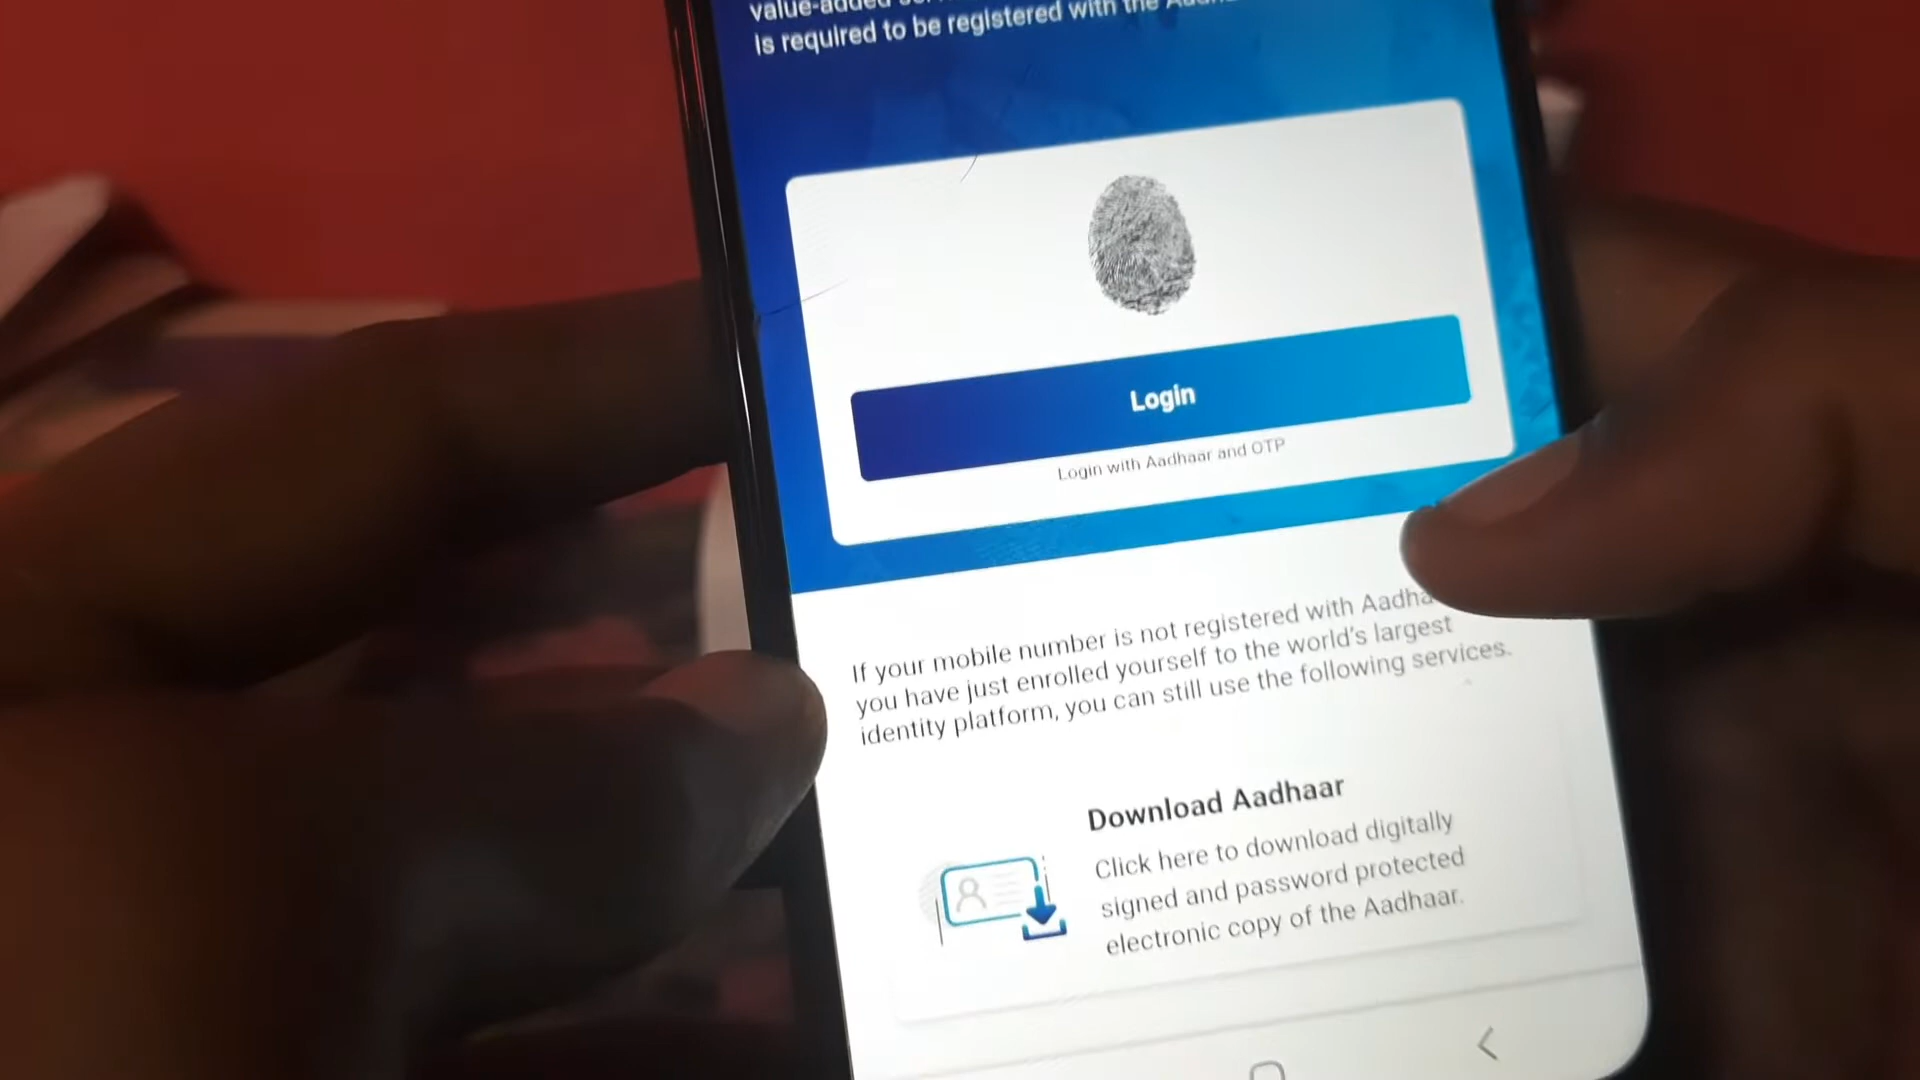 value-added
is required to be registered with the
Login
Login with Aadhaar and OTP
If your mobile number is not registered with
you have just enrolled yourself to the world's largest
identity platform, you can still use the following services.
Download Aadhaar
Click here to download digitally
signed and password protected
electronic copy of the Aadhaar.